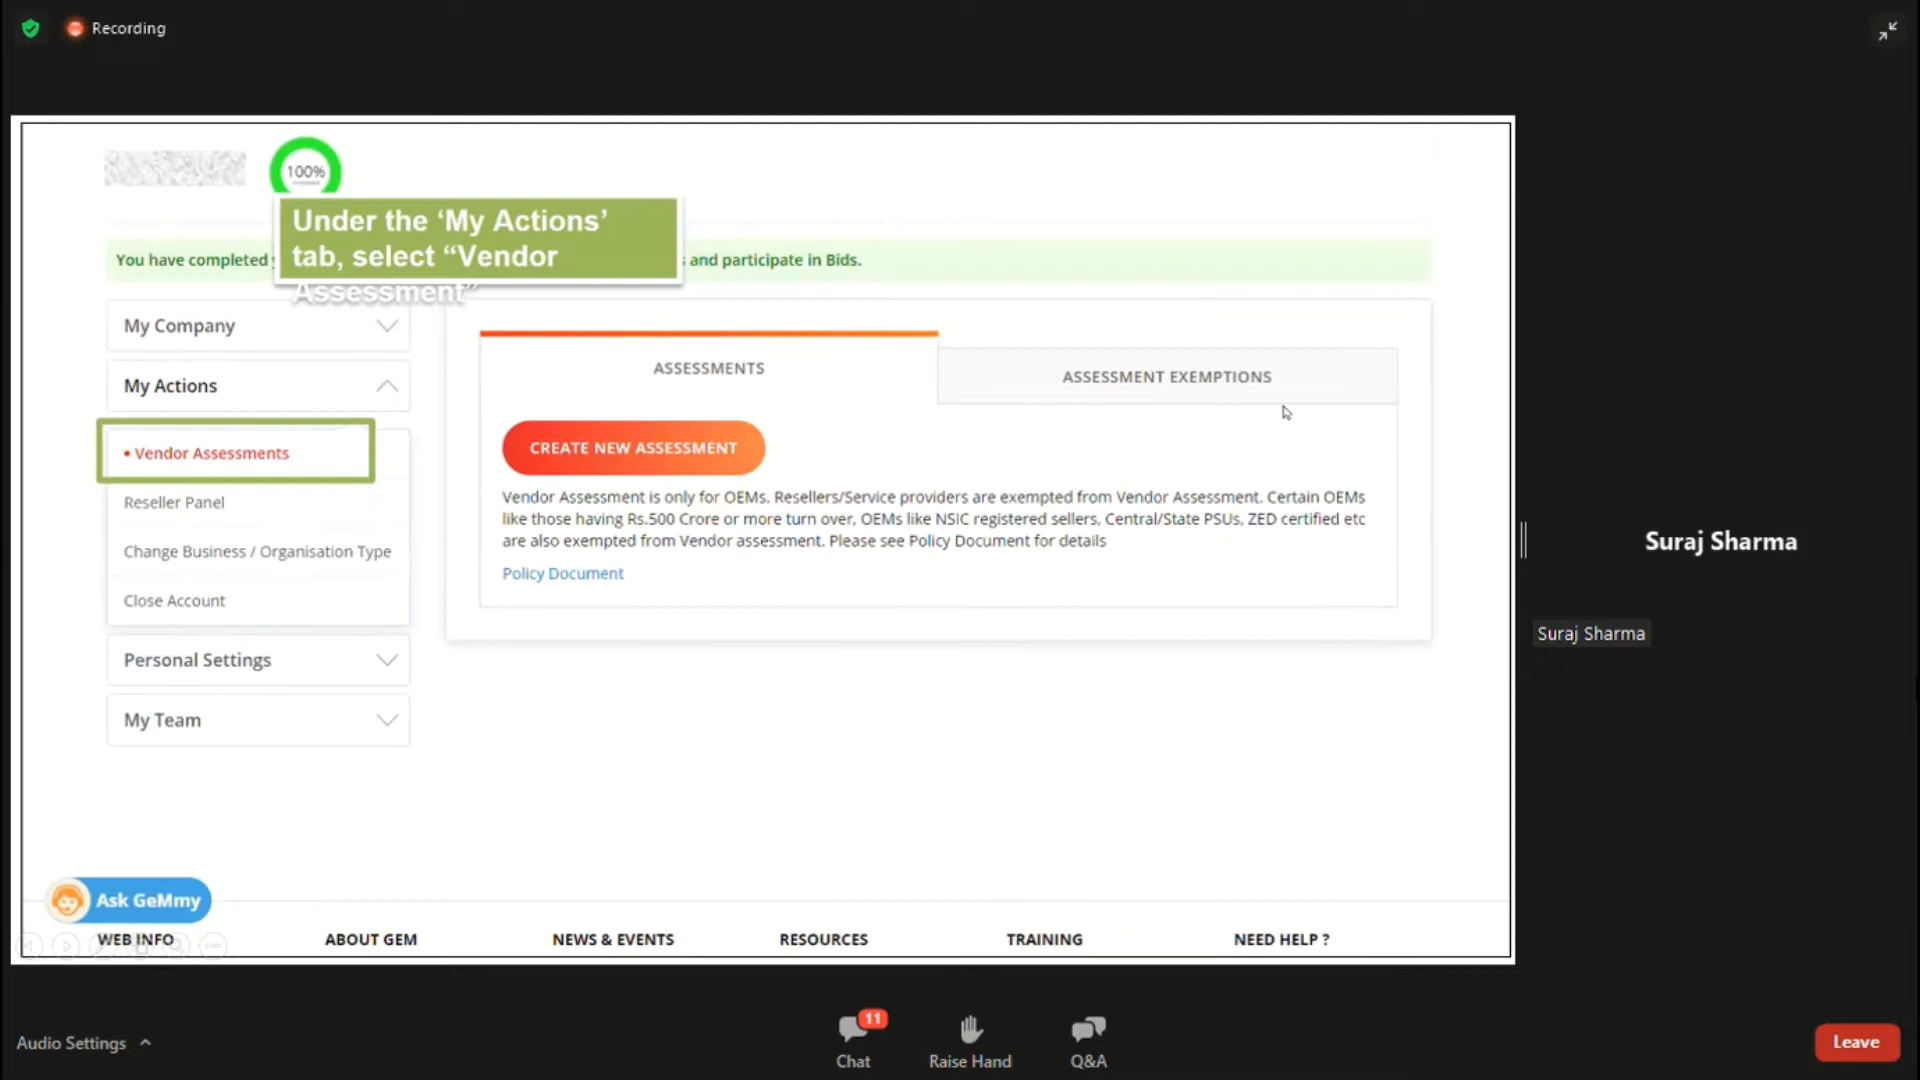 Recording
100%
Under the ‘My Actions’
tab, select “Vendor
Assessment”
You have completed
and participate in Bids.
My Company
My Actions
• Vendor Assessments
Reseller Panel
Change Business / Organisation Type
Close Account
Personal Settings
My Team
ASSESSMENTS
ASSESSMENT EXEMPTIONS
CREATE NEW ASSESSMENT
Vendor Assessment is only for OEMs. Resellers/Service providers are exempted from Vendor Assessment. Certain OEMs
like those having Rs.500 Crore or more turn over, OEMs like NSIC registered sellers, Central/State PSUs, ZED certified etc
are also exempted from Vendor assessment. Please see Policy Document for details
Policy Document
Suraj Sharma
Suraj Sharma
Ask GeMmy
WEB INFO
ABOUT GEM
NEWS & EVENTS
RESOURCES
TRAINING
NEED HELP ?
Audio Settings
11
Chat
Raise Hand
Q&A
Leave